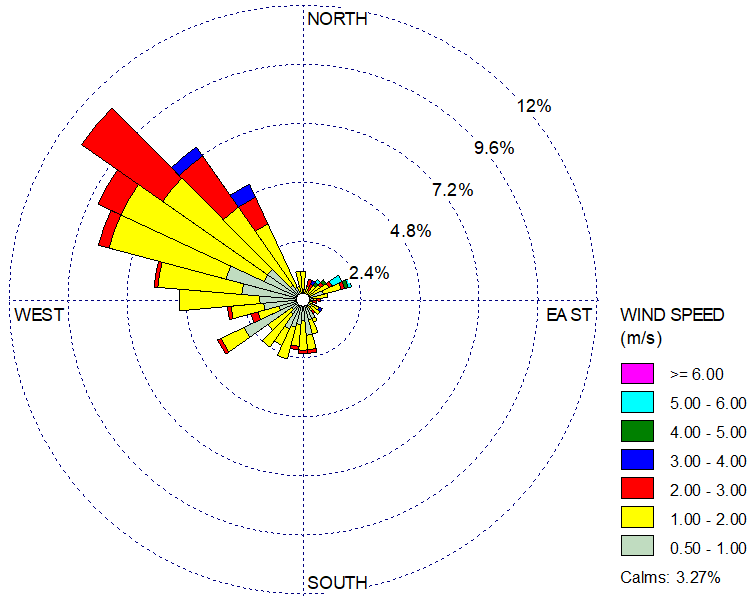 NORTH
12%
9.6%
7.2%
4.8%
2.4%
WEST
EAST
SOUTH
WIND SPEED
(m/s)
>= 6.00
5.00 - 6.00
4.00 - 5.00
3.00 - 4.00
2.00 - 3.00
1.00 - 2.00
0.50 - 1.00
Calms: 3.27%